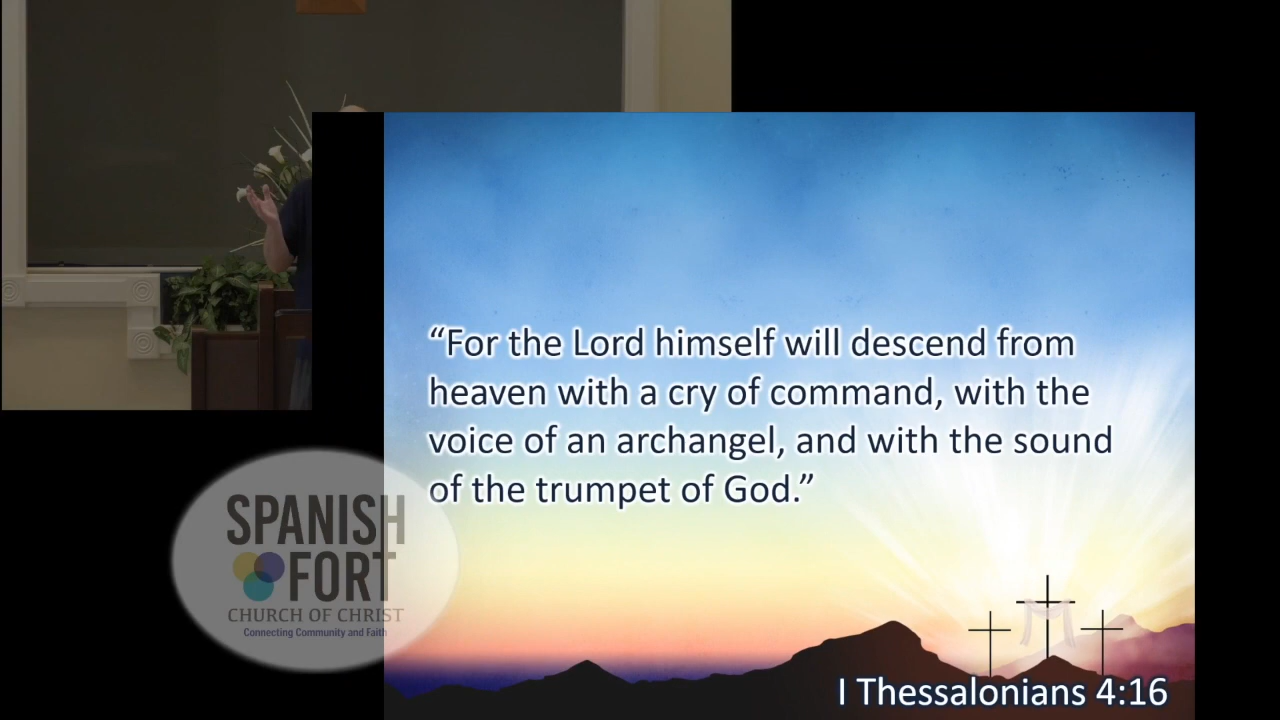 “For the Lord himself will descend from
heaven with a cry of command, with the
voice of an archangel, and with the sound
of the trumpet of God.”
I Thessalonians 4:16
SPANISH
FORT
CHURCH OF CHRIST
Connecting Community and Faith